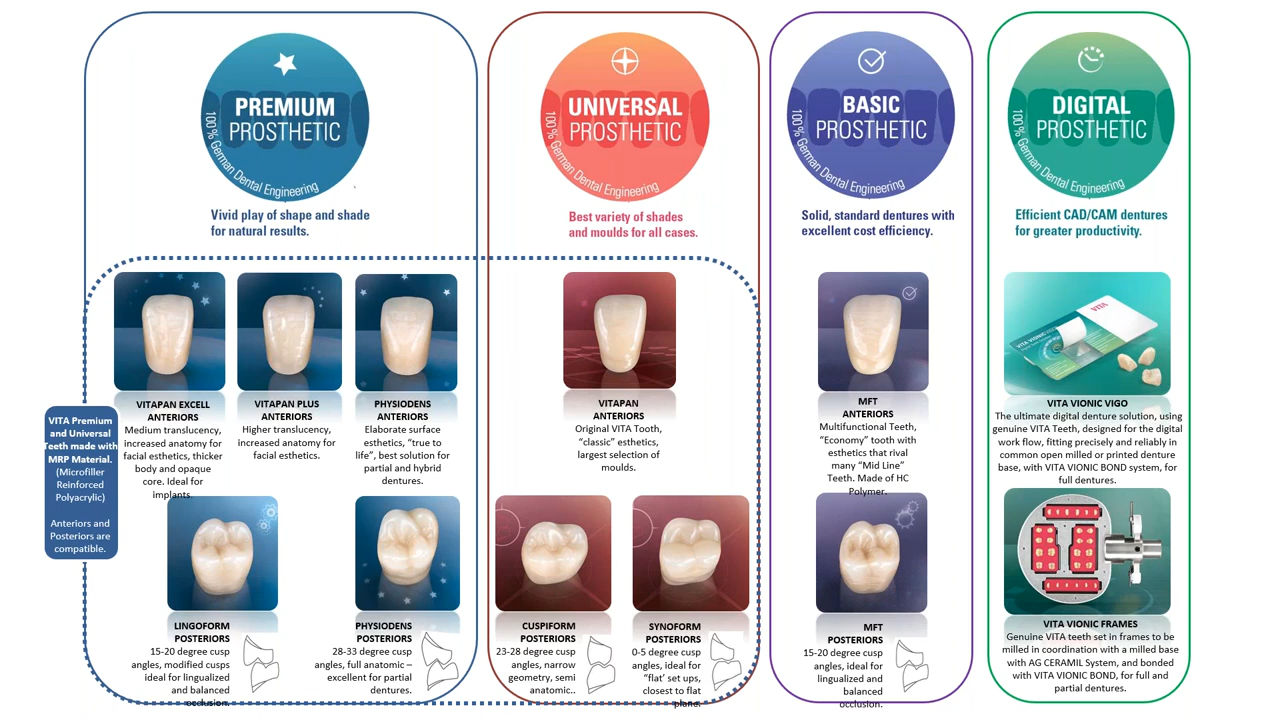 PREMIUM
PROSTHETIC
100% German Dental Engineering
Vivid play of shape and shade
for natural results.
UNIVERSAL
PROSTHETIC
100% German Dental Engineering
Best variety of shades
and moulds for all cases.
BASIC
PROSTHETIC
100% German Dental Engineering
Solid, standard dentures with
excellent cost efficiency.
DIGITAL
PROSTHETIC
100% German Dental Engineering
Efficient CAD/CAM dentures
for greater productivity.
VITA Premium
and Universal
Teeth made with
MRP Material.
(Microfiller
Reinforced
Polyacrylic)
Anteriors and
Posteriors are
compatible.
VITAPAN EXCELL
ANTERIORS
Medium translucency,
increased anatomy for
facial esthetics, thicker
body and opaque
core. Ideal for
implants.
VITAPAN PLUS
ANTERIORS
Higher translucency,
increased anatomy for
facial esthetics.
PHYSIODENS
ANTERIORS
Elaborate surface
esthetics, “true to
life”, best solution for
partial and hybrid
dentures.
VITAPAN
ANTERIORS
Original VITA Tooth,
“classic” esthetics,
largest selection of
moulds.
MFT
ANTERIORS
Multifunctional Teeth,
“Economy” tooth with
esthetics that rival
many “Mid Line”
Teeth. Made of HC
Polymer.
VITA
VITA VIONIC VIGO
VITA VIONIC VIGO
The ultimate digital denture solution, using
genuine VITA Teeth, designed for the digital
work flow, fitting precisely and reliably in
common open milled or printed denture
base, with VITA VIONIC BOND system, for
full dentures.
LINGOFORM
POSTERIORS
15-20 degree cusp
angles, modified cusps
ideal for lingualized
and balanced
occlusion.
PHYSIODENS
POSTERIORS
28-33 degree cusp
angles, full anatomic –
excellent for partial
dentures.
CUSPIFORM
POSTERIORS
23-28 degree cusp
angles, narrow
geometry, semi
anatomic..
SYNOFORM
POSTERIORS
0-5 degree cusp
angles, ideal for
“flat’ set ups,
closest to flat
plane.
MFT
POSTERIORS
15-20 degree cusp
angles, ideal for
lingualized and
balanced
occlusion.
VITA VIONIC FRAMES
Genuine VITA teeth set in frames to be
milled in coordination with a milled base
with AG CERAMIL System, and bonded
with VITA VIONIC BOND, for full and
partial dentures.